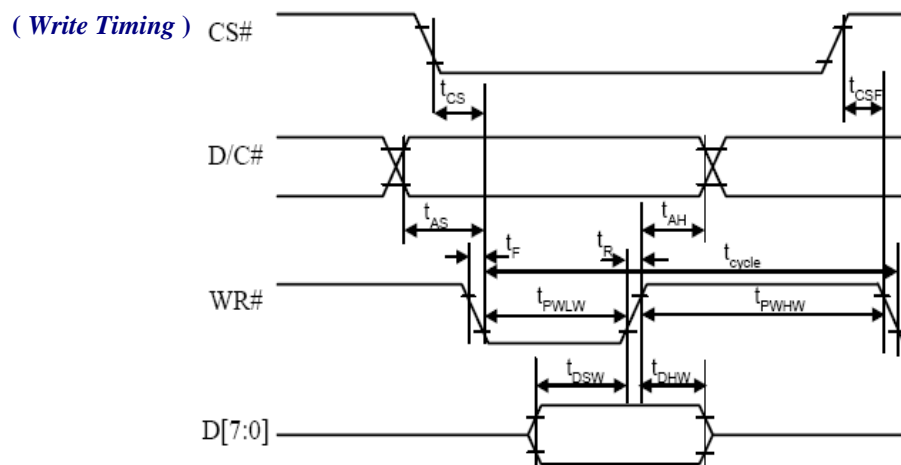 ( Write Timing ) CS#
tCS
tCSF
D/C#
tAS
tAH
tF
tR
tcycle
WR#
tPWLW
tPWHW
tDSW
tDHW
D[7:0]